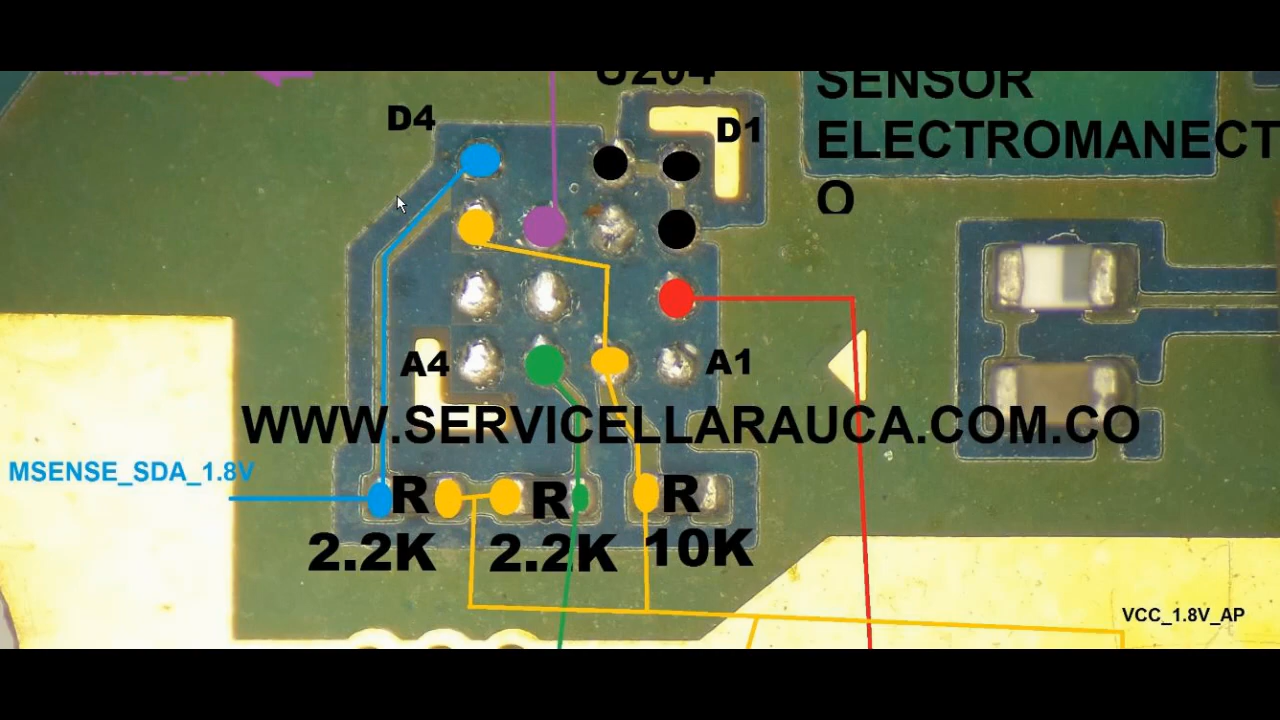 U204
SENSOR
ELECTROMANECT
O
D4
D1
A4
A1
WWW.SERVICELLARAUCA.COM.CO
MSENSE_SDA_1.8V
R
R
R
2.2K
2.2K
10K
VCC_1.8V_AP